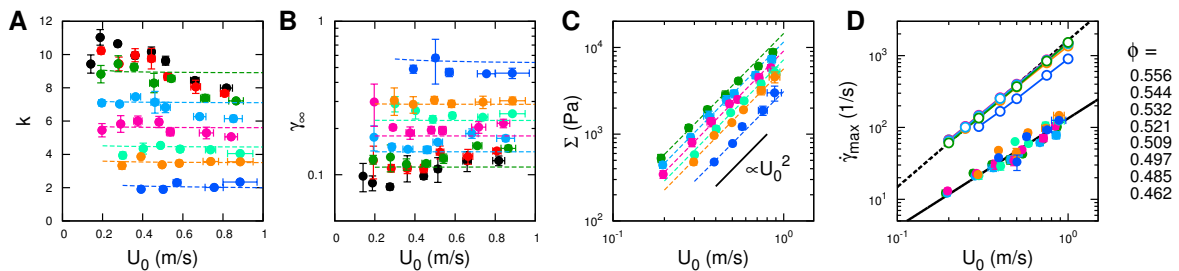 A
k
12
10
8
6
4
2
0
0
0.2
0.4
0.6
0.8
1
U0 (m/s)
B
γ∞
1
0.1
0
0.2
0.4
0.6
0.8
1
U0 (m/s)
C
Σ (Pa)
10^4
10^3
10^2
∝U0^2
10^-1
10^0
U0 (m/s)
D
γ̇max (1/s)
10^3
10^2
10^1
10^-1
10^0
U0 (m/s)
ϕ =
0.556
0.544
0.532
0.521
0.509
0.497
0.485
0.462